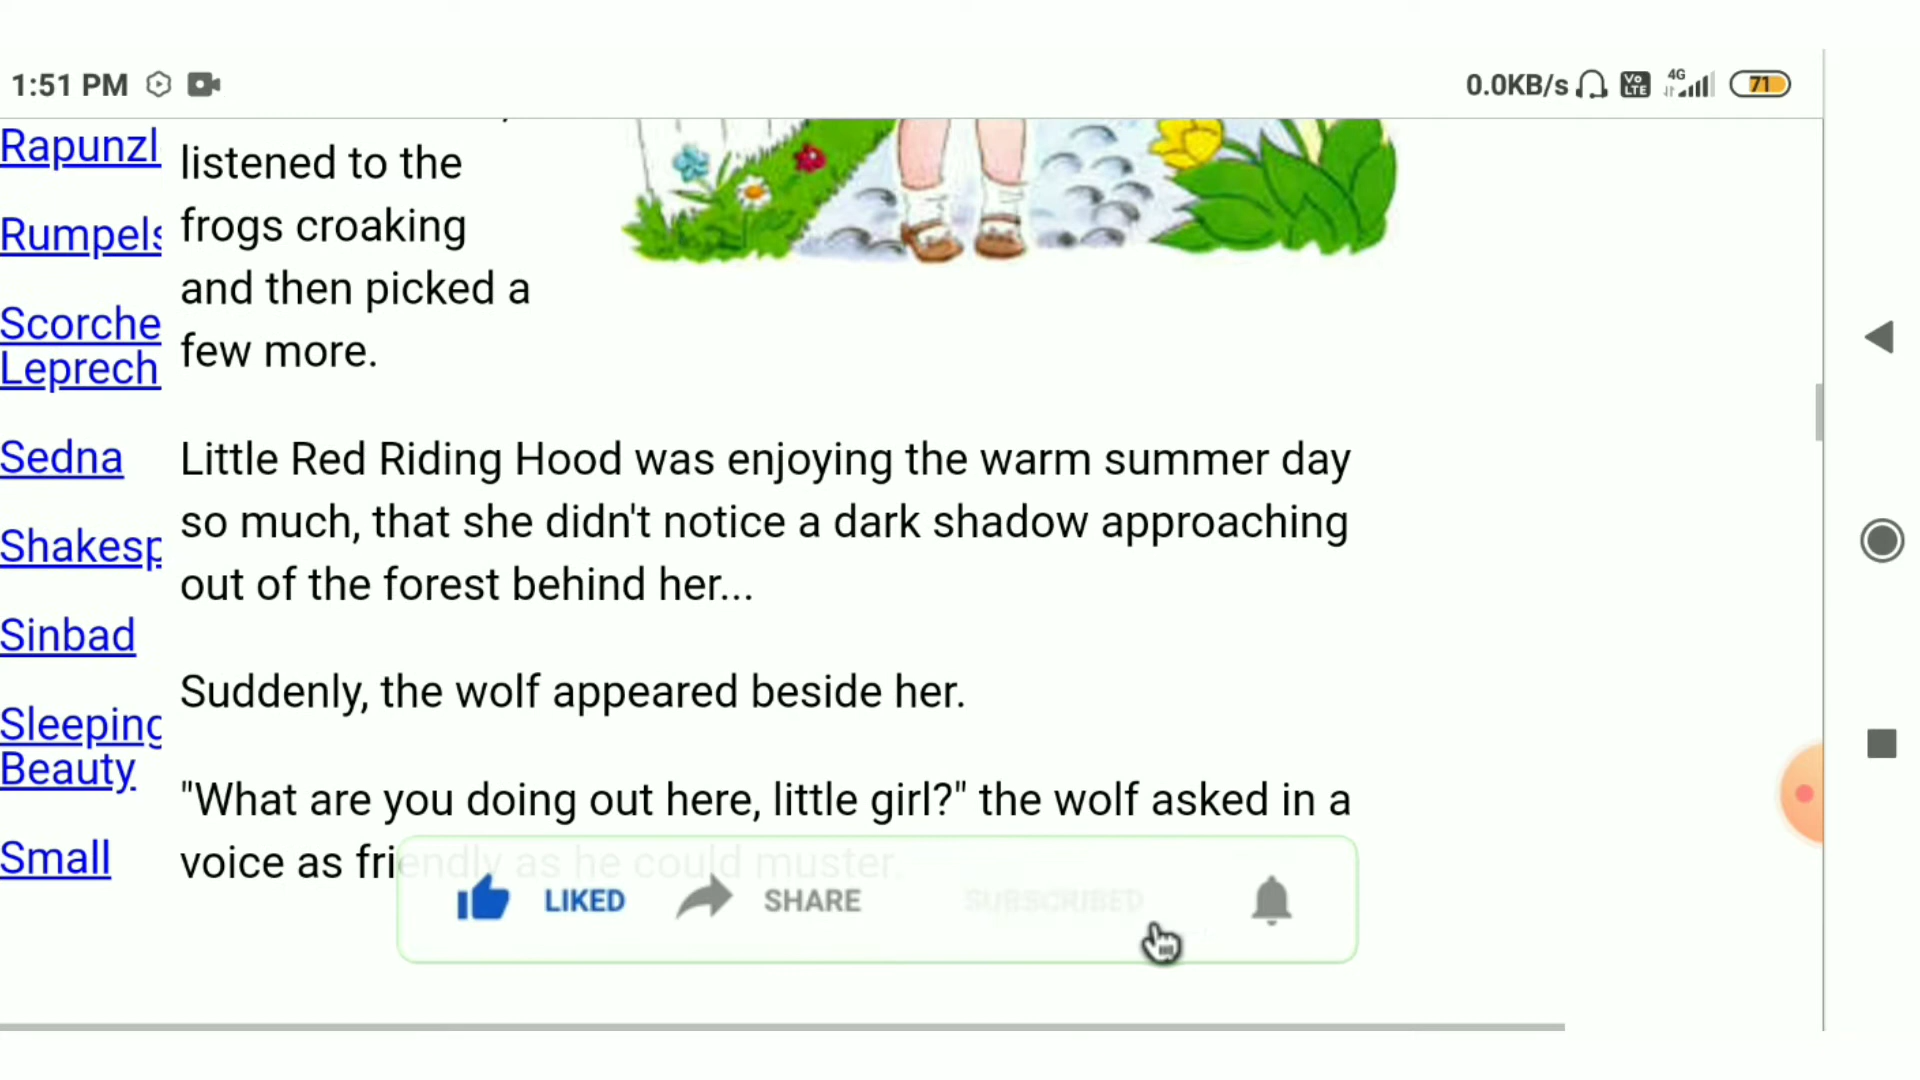 1:51 PM
0.0KB/s
Vo
LTE
4G
71
Rapunzl
Rumpels
Scorche
Leprech
Sedna
Shakesp
Sinbad
Sleeping
Beauty
Small
listened to the
frogs croaking
and then picked a
few more.
Little Red Riding Hood was enjoying the warm summer day
so much, that she didn't notice a dark shadow approaching
out of the forest behind her...
Suddenly, the wolf appeared beside her.
"What are you doing out here, little girl?" the wolf asked in a
voice as friendly as he could muster.
LIKED
SHARE
SUBSCRIBED